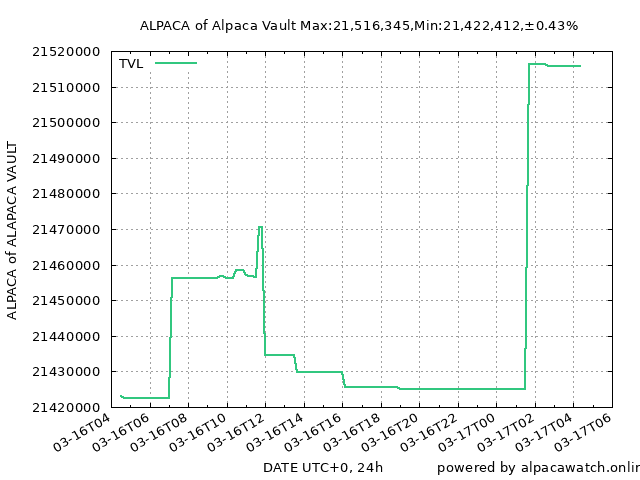 ALPACA of Alpaca Vault Max:21,516,345,Min:21,422,412,±0.43%
TVL
21520000
21510000
21500000
21490000
21480000
21470000
21460000
21450000
21440000
21430000
21420000
ALPACA of ALAPACA VAULT
03-16T04
03-16T06
03-16T08
03-16T10
03-16T12
03-16T14
03-16T16
03-16T18
03-16T20
03-16T22
03-17T00
03-17T02
03-17T04
03-17T06
DATE UTC+0, 24h
powered by alpacawatch.onlin